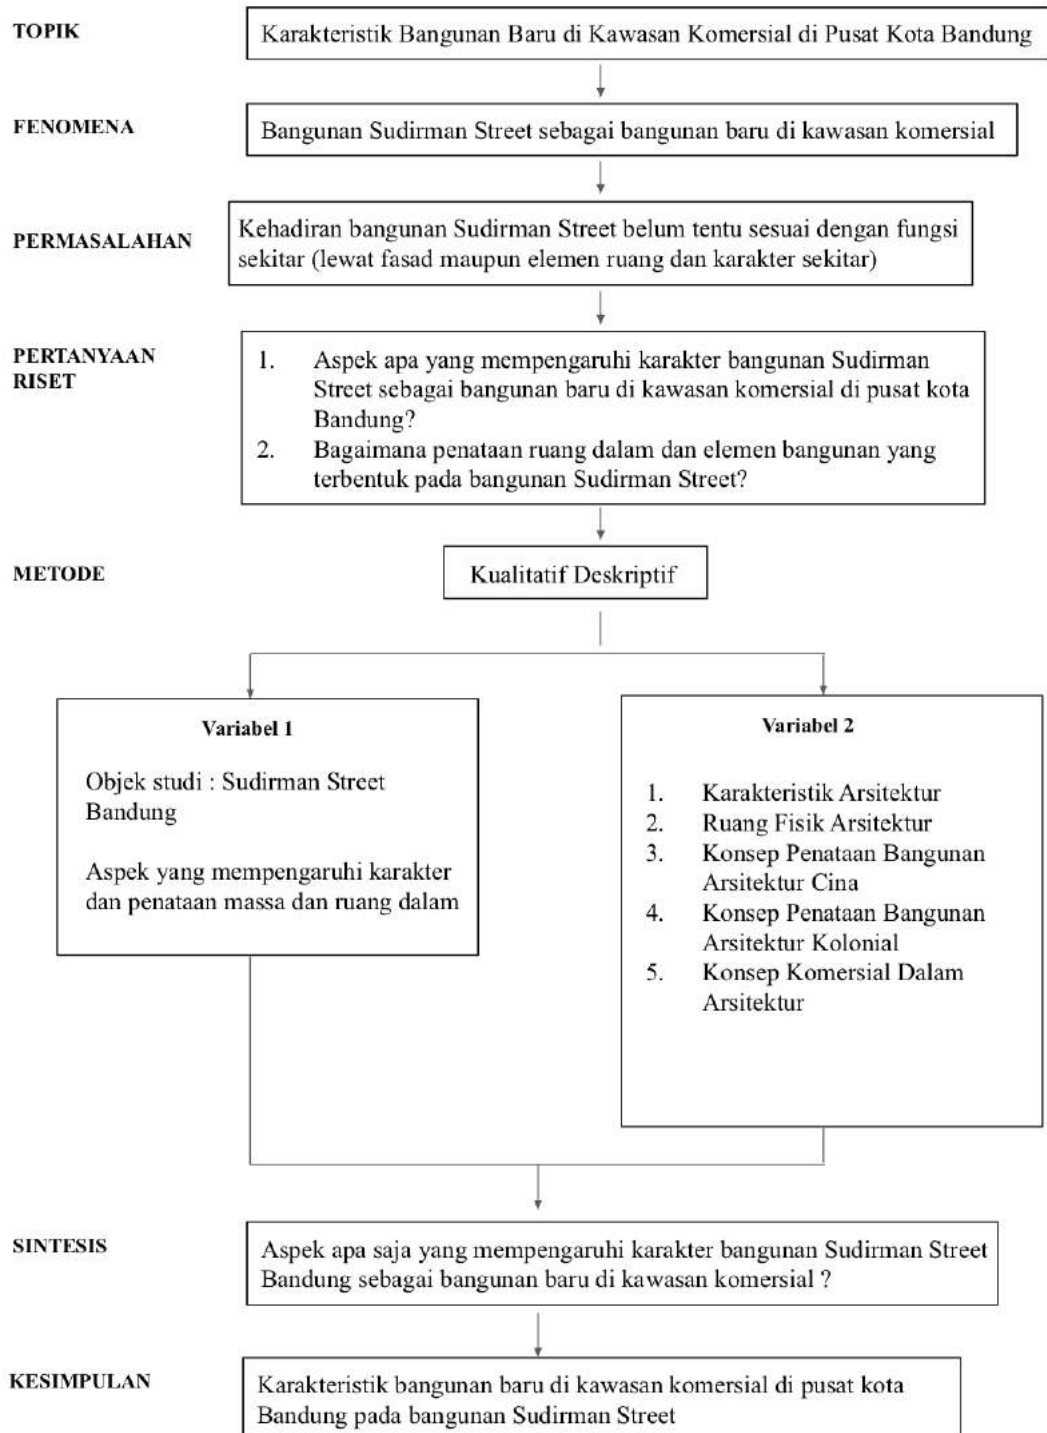 TOPIK
Karakteristik Bangunan Baru di Kawasan Komersial di Pusat Kota Bandung
FENOMENA
Bangunan Sudirman Street sebagai bangunan baru di kawasan komersial
PERMASALAHAN
Kehadiran bangunan Sudirman Street belum tentu sesuai dengan fungsi
sekitar (lewat fasad maupun elemen ruang dan karakter sekitar)
PERTANYAAN
RISET
1. Aspek apa yang mempengaruhi karakter bangunan Sudirman
Street sebagai bangunan baru di kawasan komersial di pusat kota
Bandung?
2. Bagaimana penataan ruang dalam dan elemen bangunan yang
terbentuk pada bangunan Sudirman Street?
METODE
Kualitatif Deskriptif
Variabel 1
Objek studi : Sudirman Street
Bandung
Aspek yang mempengaruhi karakter
dan penataan massa dan ruang dalam
Variabel 2
1. Karakteristik Arsitektur
2. Ruang Fisik Arsitektur
3. Konsep Penataan Bangunan
Arsitektur Cina
4. Konsep Penataan Bangunan
Arsitektur Kolonial
5. Konsep Komersial Dalam
Arsitektur
SINTESIS
Aspek apa saja yang mempengaruhi karakter bangunan Sudirman Street
Bandung sebagai bangunan baru di kawasan komersial ?
KESIMPULAN
Karakteristik bangunan baru di kawasan komersial di pusat kota
Bandung pada bangunan Sudirman Street